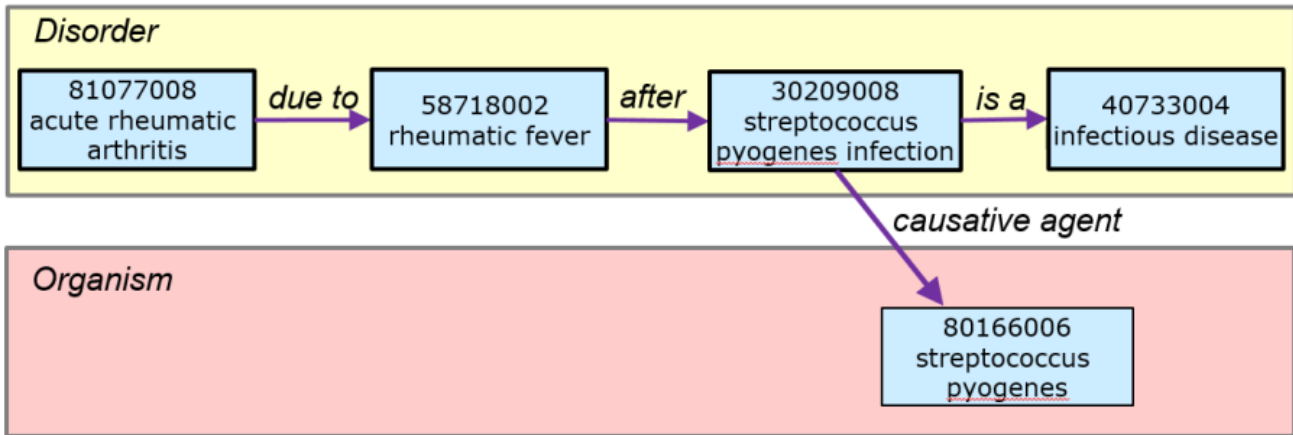 Disorder
81077008
acute rheumatic
arthritis
due to
58718002
rheumatic fever
after
30209008
streptococcus
pyogenes infection
is a
40733004
infectious disease
causative agent
Organism
80166006
streptococcus
pyogenes